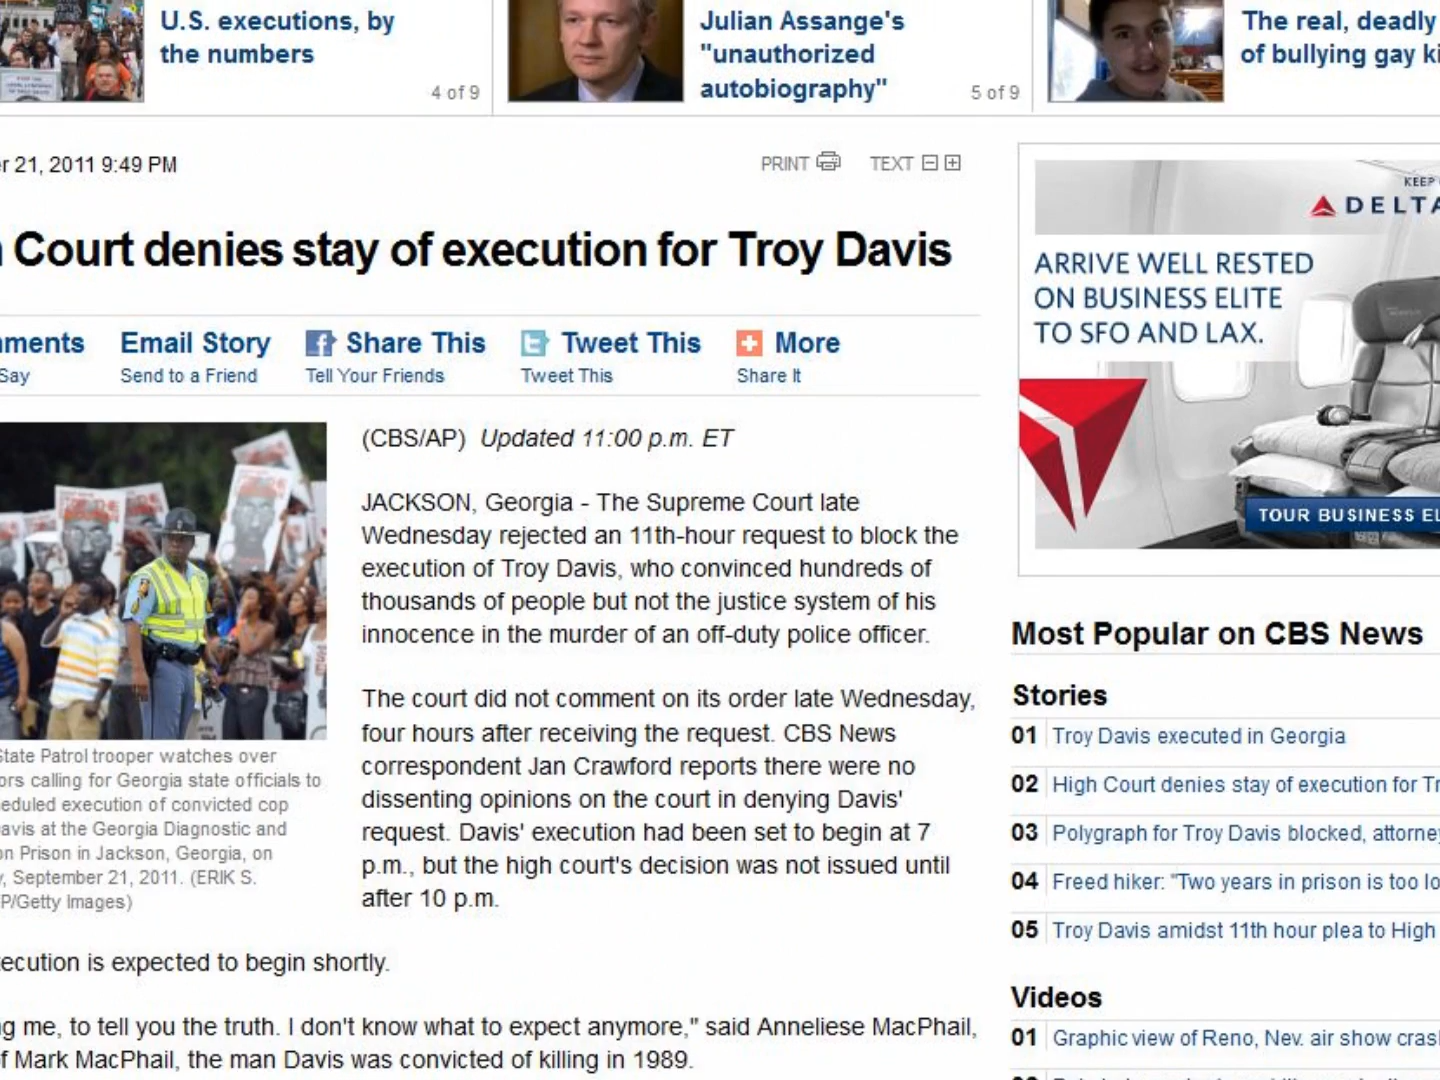 U.S. executions, by
the numbers
4 of 9
Julian Assange's
"unauthorized
autobiography"
5 of 9
The real, deadly
of bullying gay
21, 2011 9:49 PM
PRINT
TEXT
Court denies stay of execution for Troy Davis
Say
Email Story
Send to a Friend
Share This
Tell Your Friends
Tweet This
Tweet This
More
Share It
(CBS/AP) Updated 11:00 p.m. ET
JACKSON, Georgia - The Supreme Court late
Wednesday rejected an 11th-hour request to block the
execution of Troy Davis, who convinced hundreds of
thousands of people but not the justice system of his
innocence in the murder of an off-duty police officer.
The court did not comment on its order late Wednesday,
four hours after receiving the request. CBS News
correspondent Jan Crawford reports there were no
dissenting opinions on the court in denying Davis'
request. Davis' execution had been set to begin at 7
p.m., but the high court's decision was not issued until
after 10 p.m.
State Patrol trooper watches over
ors calling for Georgia state officials to
eduled execution of convicted cop
avis at the Georgia Diagnostic and
on Prison in Jackson, Georgia, on
, September 21, 2011. (ERIK S.
P/Getty Images)
ecution is expected to begin shortly.
g me, to tell you the truth. I don't know what to expect anymore," said Anneliese MacPhail,
f Mark MacPhail, the man Davis was convicted of killing in 1989.
KEEP
DELTA
ARRIVE WELL RESTED
ON BUSINESS ELITE
TO SFO AND LAX.
TOUR BUSINESS EL
Most Popular on CBS News
Stories
01 Troy Davis executed in Georgia
02 High Court denies stay of execution for Tr
03 Polygraph for Troy Davis blocked, attorney
04 Freed hiker: "Two years in prison is too lo
05 Troy Davis amidst 11th hour plea to High
Videos
01 Graphic view of Reno, Nev. air show cras